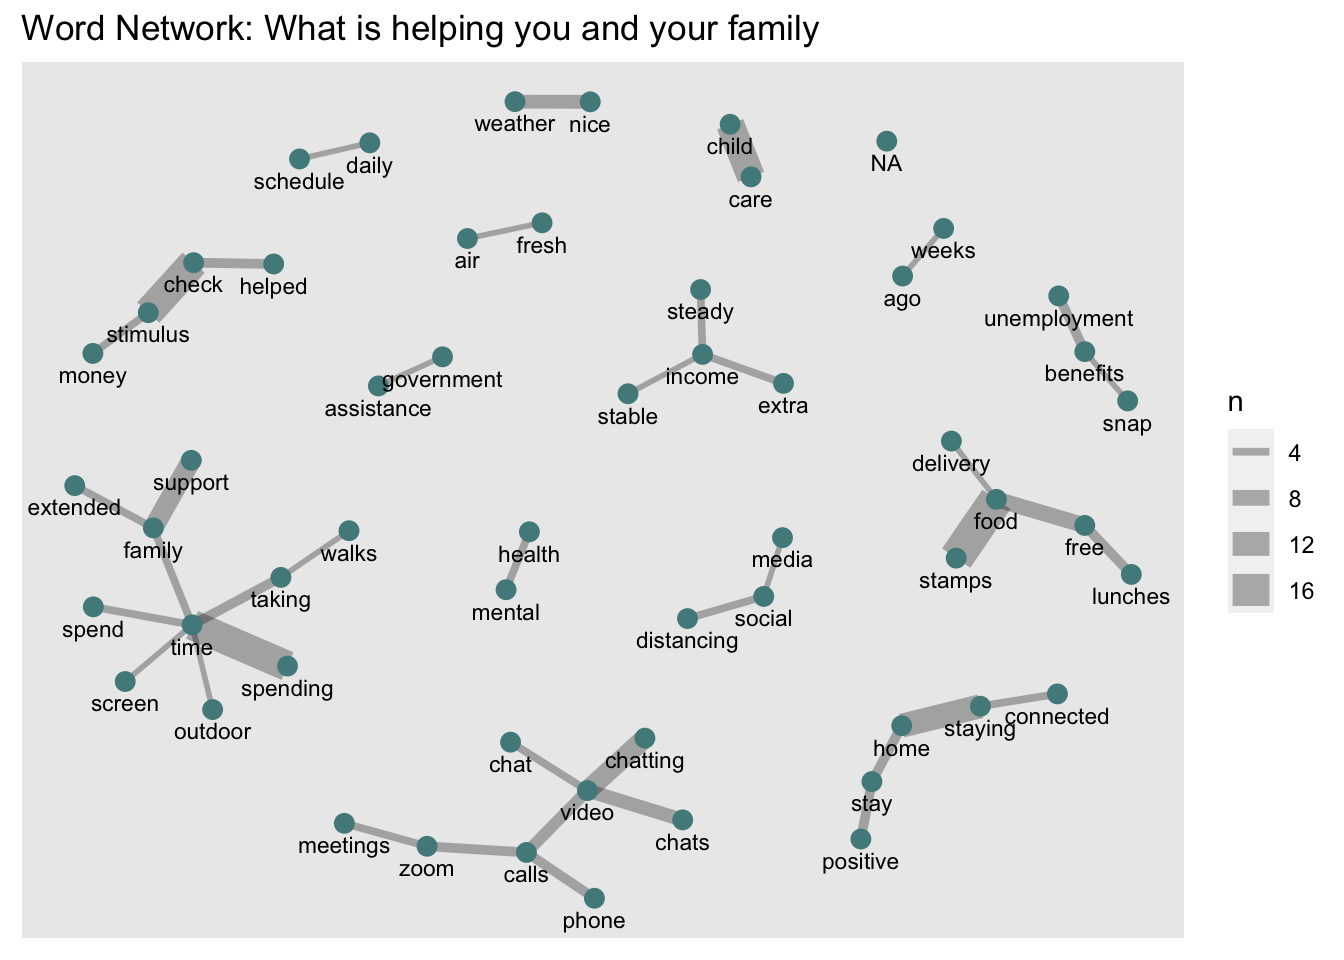 Word Network: What is helping you and your family
weather nice
child
daily
schedule
NA
care
fresh
air
weeks
check helped
ago
steady
unemployment
stimulus
money
income
benefits
government
assistance
extra
stable
snap
n
4
8
12
16
delivery
support
extended
food
family
walks
health
media
free
stamps
taking
mental
lunches
spend
social
time
distancing
spending
screen
outdoor
connected
staying
home
chat
chatting
stay
video
chats
meetings
positive
zoom
calls
phone